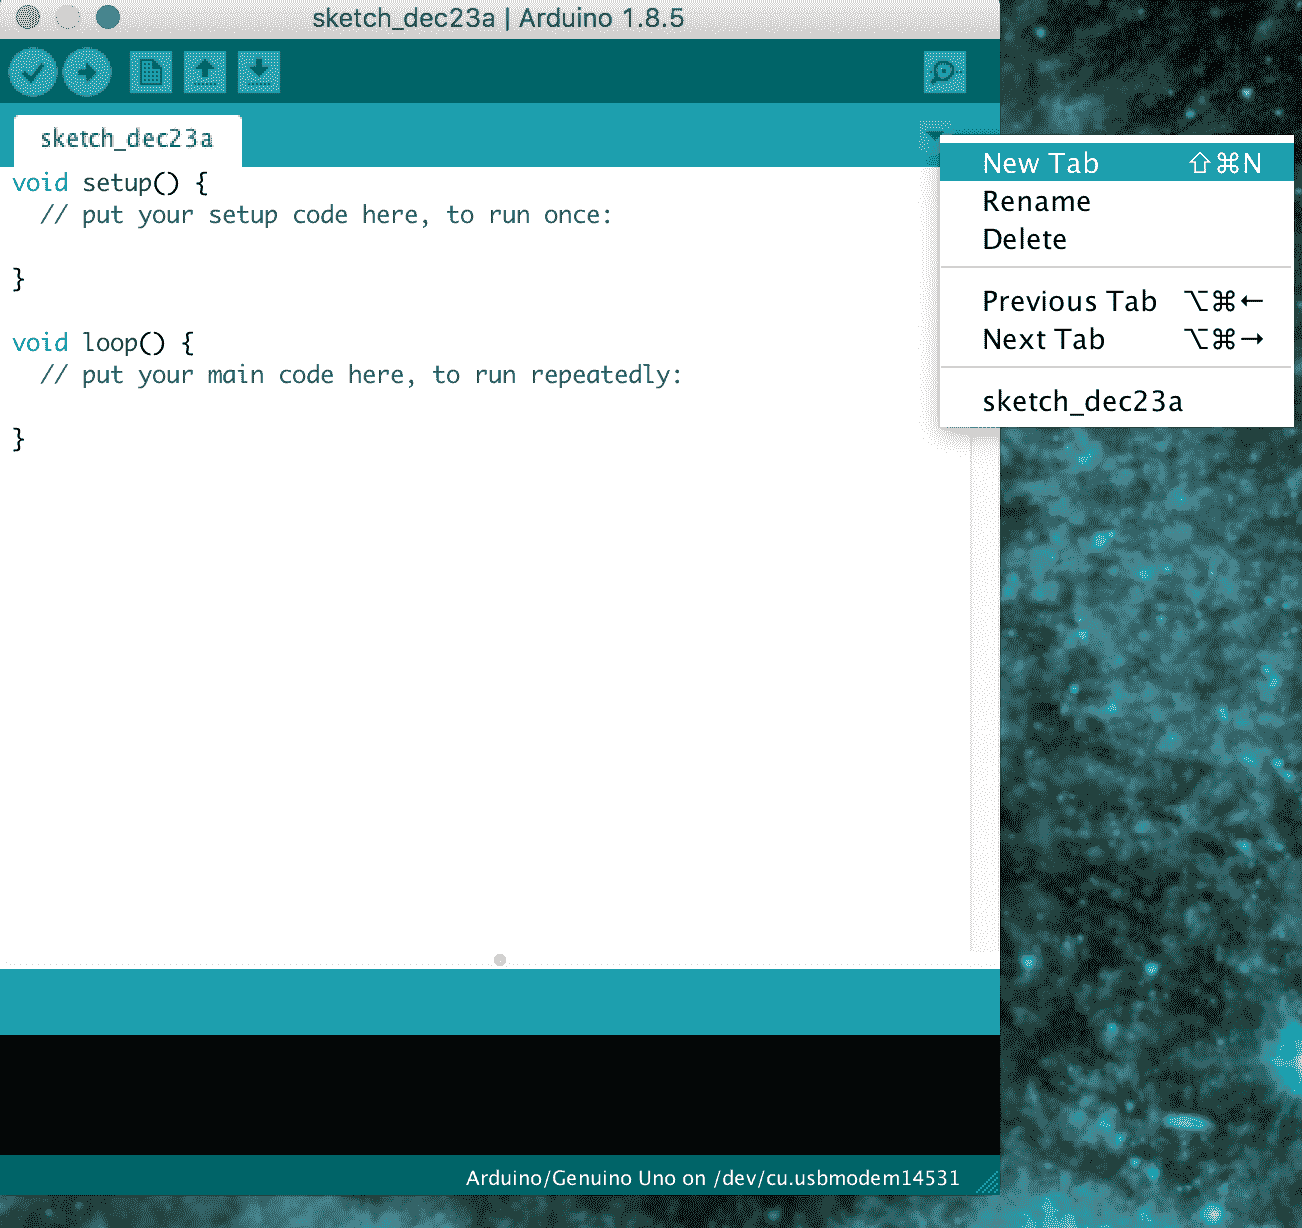 sketch_dec23a | Arduino 1.8.5
sketch_dec23a
void setup() {
  // put your setup code here, to run once:
}
void loop() {
  // put your main code here, to run repeatedly:
}
New Tab ⇧⌘N
Rename
Delete
Previous Tab ⌥⌘←
Next Tab ⌥⌘→
sketch_dec23a
Arduino/Genuino Uno on /dev/cu.usbmodem14531